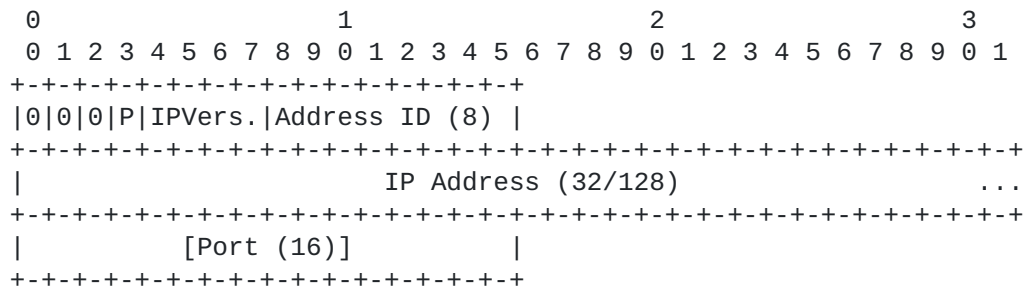 0                   1                   2                   3
 0 1 2 3 4 5 6 7 8 9 0 1 2 3 4 5 6 7 8 9 0 1 2 3 4 5 6 7 8 9 0 1
+-+-+-+-+-+-+-+-+-+-+-+-+-+-+-+-+
|0|0|0|P|IPVers.|Address ID (8) |
+-+-+-+-+-+-+-+-+-+-+-+-+-+-+-+-+-+-+-+-+-+-+-+-+-+-+-+-+-+-+-+-+
|                       IP Address (32/128)                   ...
+-+-+-+-+-+-+-+-+-+-+-+-+-+-+-+-+-+-+-+-+-+-+-+-+-+-+-+-+-+-+-+-+
|          [Port (16)]          |
+-+-+-+-+-+-+-+-+-+-+-+-+-+-+-+-+